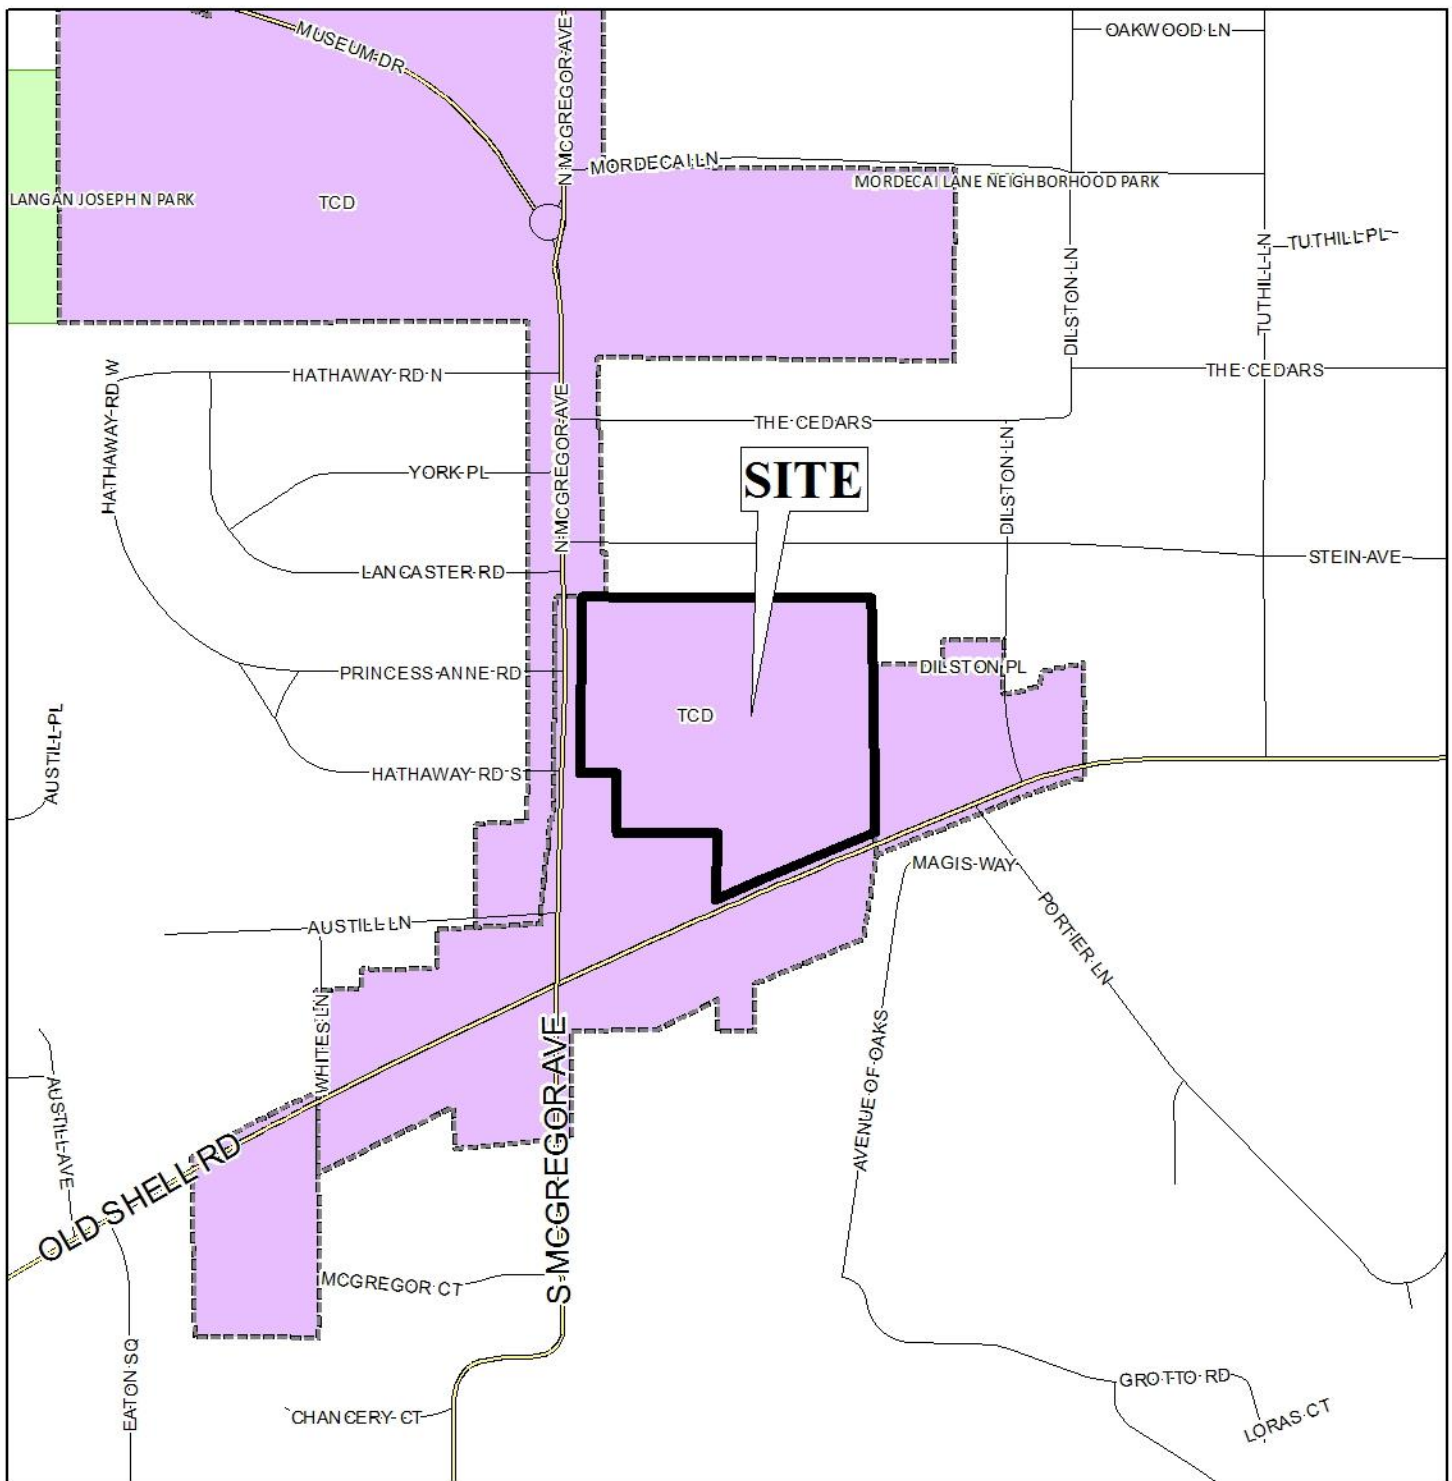 OAKWOOD LN
MUSEUM DR
N MCGREGOR AVE
MORDECAI LN
MORDECAI LANE NEIGHBORHOOD PARK
LANGAN JOSEPH N PARK
TCD
TUTHILL PL
DILSTON LN
TUTHILL LN
HATHAWAY RD W
HATHAWAY RD N
THE CEDARS
N MCGREGOR AVE
THE CEDARS
DILSTON LN
YORK PL
SITE
STEIN AVE
LANCASTER RD
PRINCESS ANNE RD
DILSTON PL
TCD
AUSTILL PL
HATHAWAY RD S
MAGIS WAY
AUSTILL LN
PORTIER LN
WHITES LN
AVENUE OF OAKS
S MCGREGOR AVE
AUSTILL AVE
OLD SHELL RD
MCGREGOR CT
EATON SQ
GROTTO RD
CHANCERY CT
LORAS CT